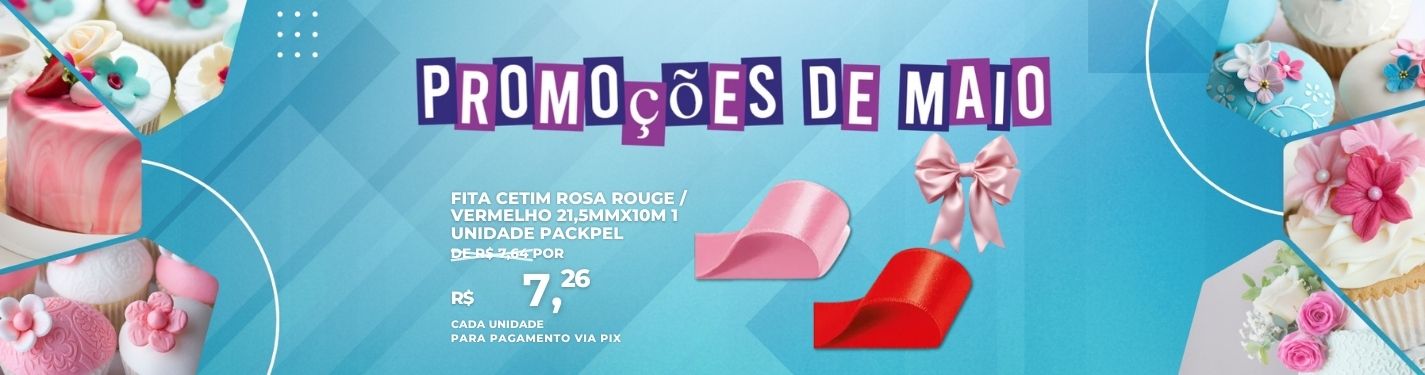 PROMOÇÕES DE MAIO
FITA CETIM ROSA ROUGE /
VERMELHO 21,5MMX10M 1
UNIDADE PACKPEL
DE R$ 7,64 POR
R$ 7,26
CADA UNIDADE
PARA PAGAMENTO VIA PIX